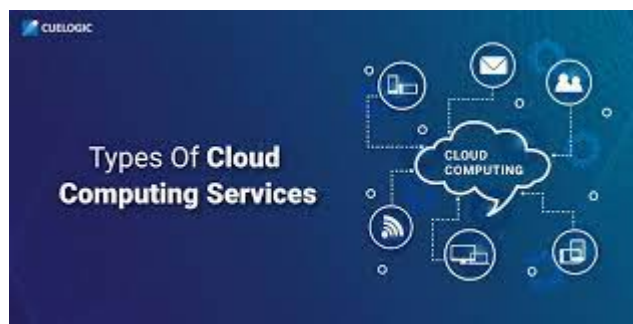 CUELOGIC
Types Of Cloud
Computing Services
CLOUD
COMPUTING